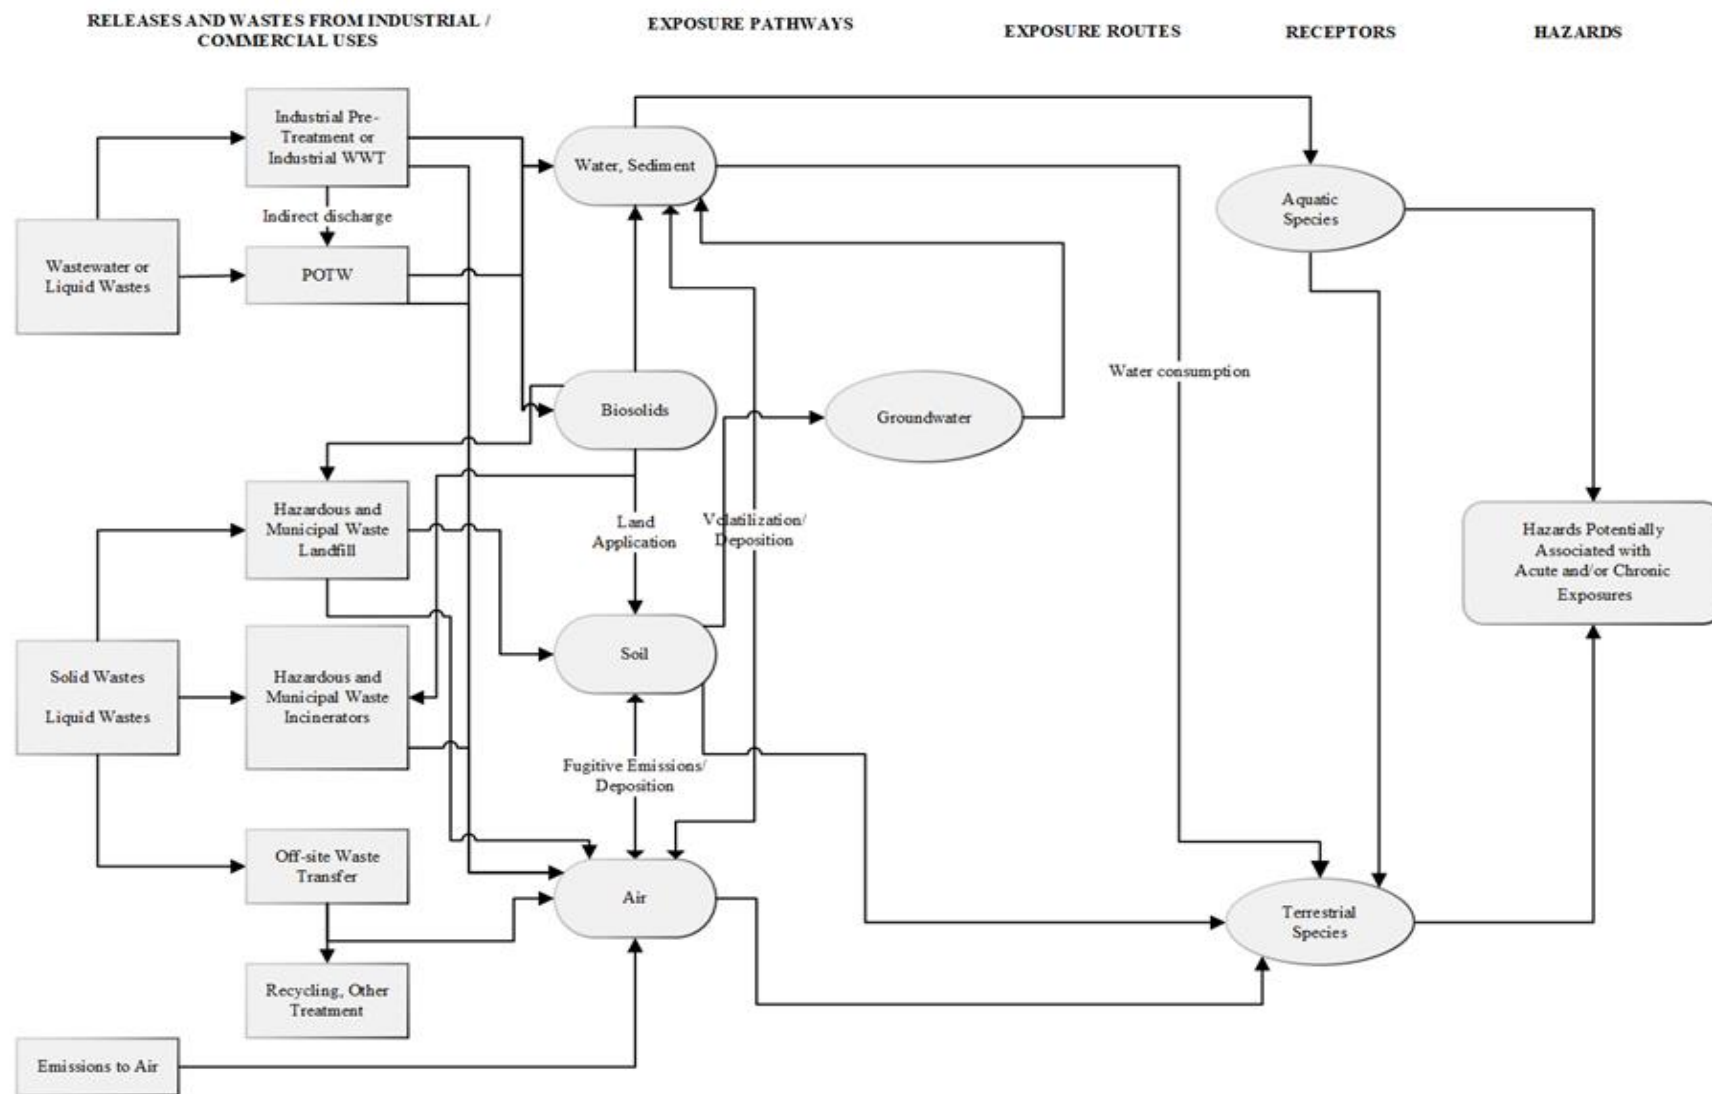 RELEASES AND WASTES FROM INDUSTRIAL /
COMMERCIAL USES
EXPOSURE PATHWAYS
EXPOSURE ROUTES
RECEPTORS
HAZARDS
Industrial Pre-
Treatment or
Industrial WWT
Water, Sediment
Aquatic
Species
Indirect discharge
Wastewater or
Liquid Wastes
POTW
Water consumption
Biosolids
Groundwater
Hazardous and
Municipal Waste
Landfill
Land
Application
Volatilization/
Deposition
Hazards Potentially
Associated with
Acute and/or Chronic
Exposures
Soil
Solid Wastes
Liquid Wastes
Hazardous and
Municipal Waste
Incinerators
Fugitive Emissions/
Deposition
Off-site Waste
Transfer
Air
Terrestrial
Species
Recycling, Other
Treatment
Emissions to Air